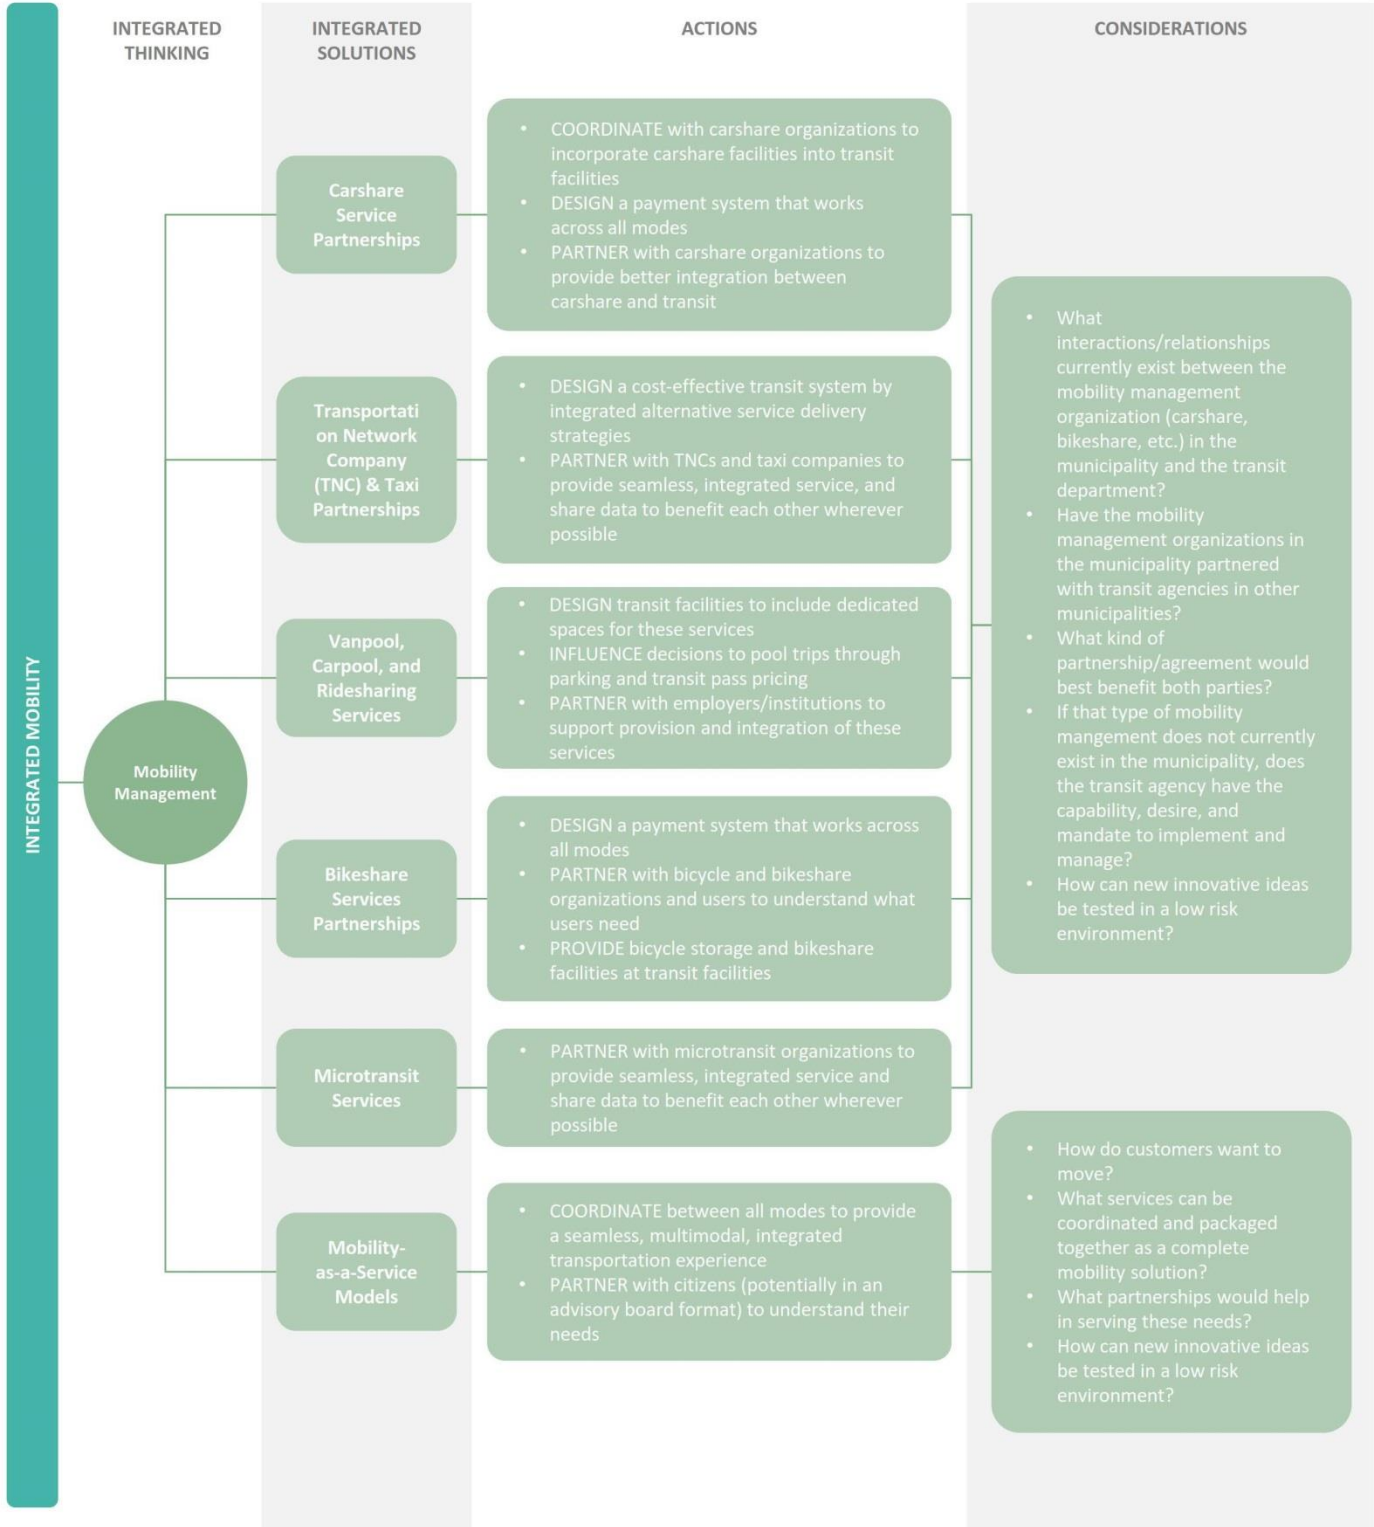 INTEGRATED
THINKING
INTEGRATED
SOLUTIONS
ACTIONS
CONSIDERATIONS
INTEGRATED MOBILITY
Mobility
Management
Carshare
Service
Partnerships
• COORDINATE with carshare organizations to
incorporate carshare facilities into transit
facilities
• DESIGN a payment system that works
across all modes
• PARTNER with carshare organizations to
provide better integration between
carshare and transit
Transportati
on Network
Company
(TNC) & Taxi
Partnerships
• DESIGN a cost-effective transit system by
integrated alternative service delivery
strategies
• PARTNER with TNCs and taxi companies to
provide seamless, integrated service, and
share data to benefit each other wherever
possible
Vanpool,
Carpool, and
Ridesharing
Services
• DESIGN transit facilities to include dedicated
spaces for these services
• INFLUENCE decisions to pool trips through
parking and transit pass pricing
• PARTNER with employers/institutions to
support provision and integration of these
services
Bikeshare
Services
Partnerships
• DESIGN a payment system that works across
all modes
• PARTNER with bicycle and bikeshare
organizations and users to understand what
users need
• PROVIDE bicycle storage and bikeshare
facilities at transit facilities
Microtransit
Services
• PARTNER with microtransit organizations to
provide seamless, integrated service and
share data to benefit each other wherever
possible
Mobility-
as-a-Service
Models
• COORDINATE between all modes to provide
a seamless, multimodal, integrated
transportation experience
• PARTNER with citizens (potentially in an
advisory board format) to understand their
needs
• What
interactions/relationships
currently exist between the
mobility management
organization (carshare,
bikeshare, etc.) in the
municipality and the transit
department?
• Have the mobility
management organizations in
the municipality partnered
with transit agencies in other
municipalities?
• What kind of
partnership/agreement would
best benefit both parties?
• If that type of mobility
mangement does not currently
exist in the municipality, does
the transit agency have the
capability, desire, and
mandate to implement and
manage?
• How can new innovative ideas
be tested in a low risk
environment?
• How do customers want to
move?
• What services can be
coordinated and packaged
together as a complete
mobility solution?
• What partnerships would help
in serving these needs?
• How can new innovative ideas
be tested in a low risk
environment?